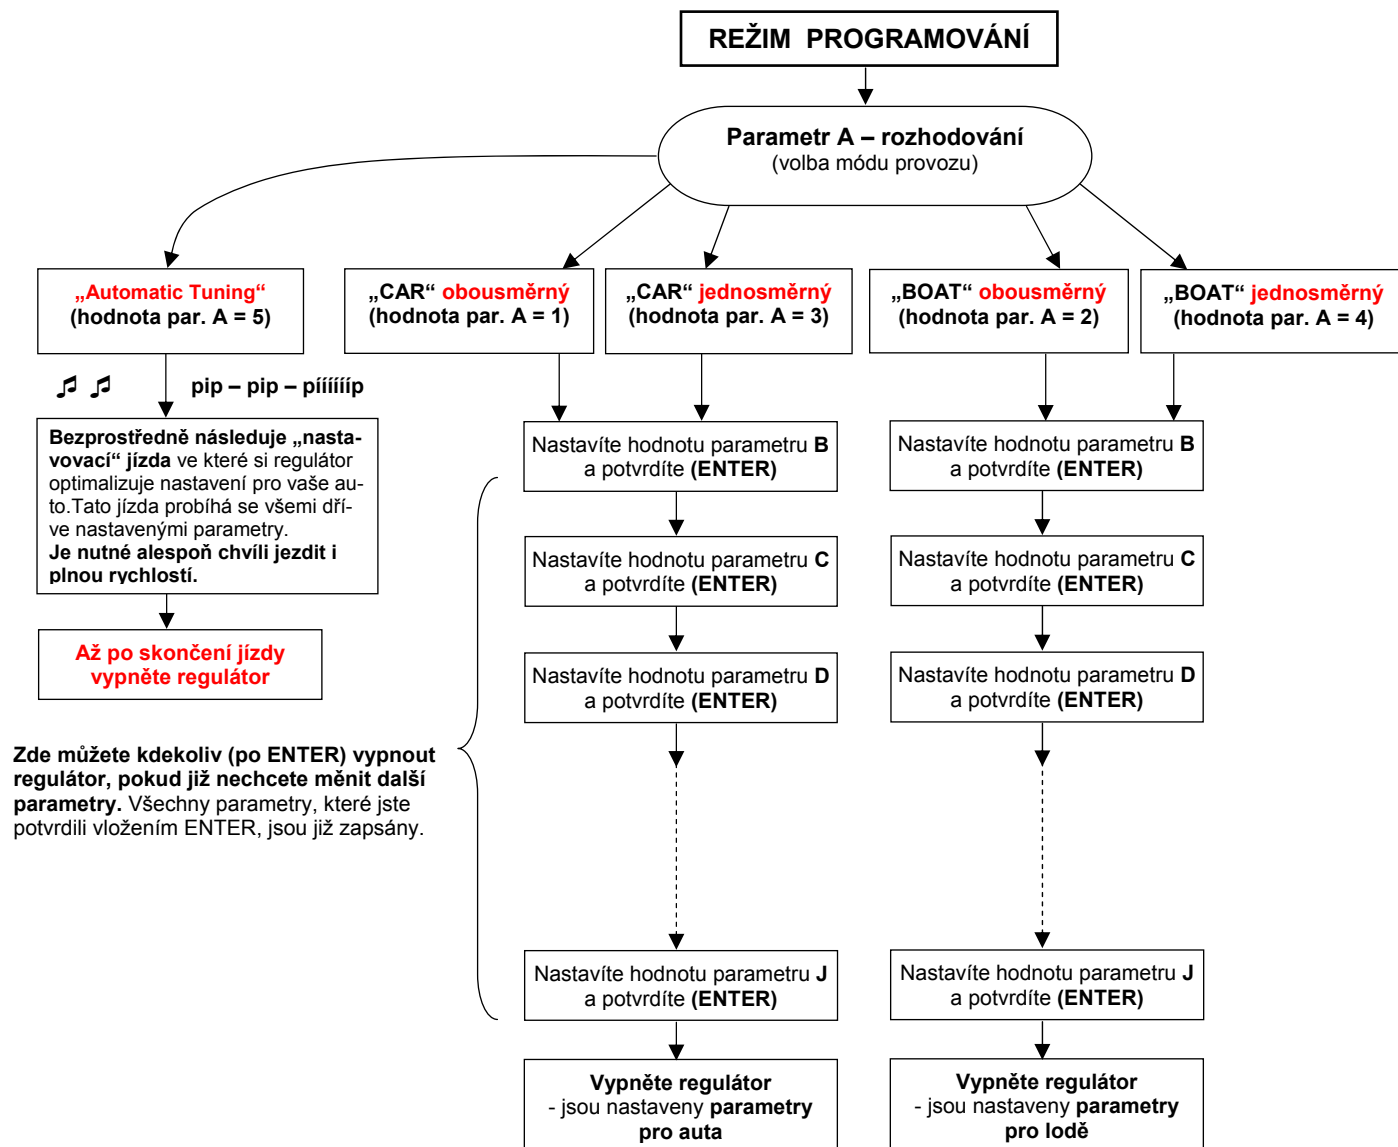 REŽIM PROGRAMOVÁNÍ
Parametr A – rozhodování
(volba módu provozu)
„Automatic Tuning“
(hodnota par. A = 5)
„CAR“ obousměrný
(hodnota par. A = 1)
„CAR“ jednosměrný
(hodnota par. A = 3)
„BOAT“ obousměrný
(hodnota par. A = 2)
„BOAT“ jednosměrný
(hodnota par. A = 4)
♫ ♫ pip – pip – píííííp
Bezprostředně následuje „nasta-
vovací“ jízda ve které si regulátor
optimalizuje nastavení pro vaše au-
to.Tato jízda probíhá se všemi dří-
ve nastavenými parametry.
Je nutné alespoň chvíli jezdit i
plnou rychlostí.
Až po skončení jízdy
vypněte regulátor
Zde můžete kdekoliv (po ENTER) vypnout
regulátor, pokud již nechcete měnit další
parametry. Všechny parametry, které jste
potvrdili vložením ENTER, jsou již zapsány.
Nastavíte hodnotu parametru B
a potvrdíte (ENTER)
Nastavíte hodnotu parametru C
a potvrdíte (ENTER)
Nastavíte hodnotu parametru D
a potvrdíte (ENTER)
Nastavíte hodnotu parametru J
a potvrdíte (ENTER)
Vypněte regulátor
- jsou nastaveny parametry
pro auta
Nastavíte hodnotu parametru B
a potvrdíte (ENTER)
Nastavíte hodnotu parametru C
a potvrdíte (ENTER)
Nastavíte hodnotu parametru D
a potvrdíte (ENTER)
Nastavíte hodnotu parametru J
a potvrdíte (ENTER)
Vypněte regulátor
- jsou nastaveny parametry
pro lodě